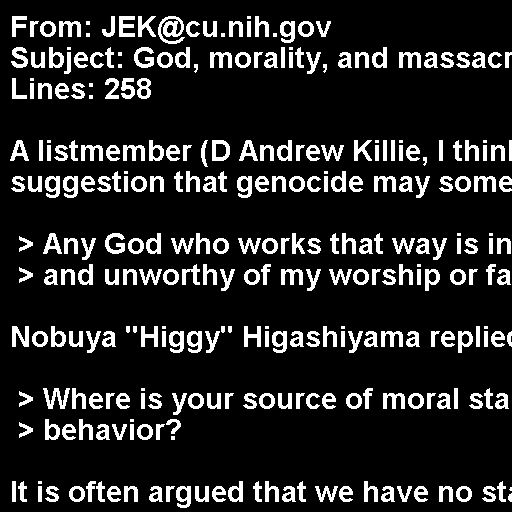 From: JEK@cu.nih.gov
Subject: God, morality, and massacr
Lines: 258
A listmember (D Andrew Killie, I think
suggestion that genocide may some
> Any God who works that way is in
> and unworthy of my worship or fa
Nobuya "Higgy" Higashiyama replied
> Where is your source of moral sta
> behavior?
It is often argued that we have no sta